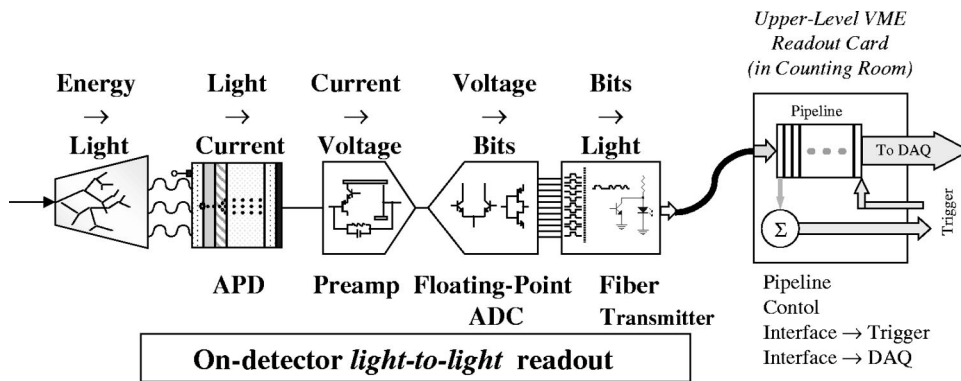 Upper-Level VME
Readout Card
(in Counting Room)
Energy
→
Light
Light
→
Current
Current
→
Voltage
Voltage
→
Bits
Bits
→
Light
Pipeline
To DAQ
Trigger
Σ
APD
Preamp
Floating-Point
ADC
Fiber
Transmitter
Pipeline
Contol
Interface → Trigger
Interface → DAQ
On-detector light-to-light readout